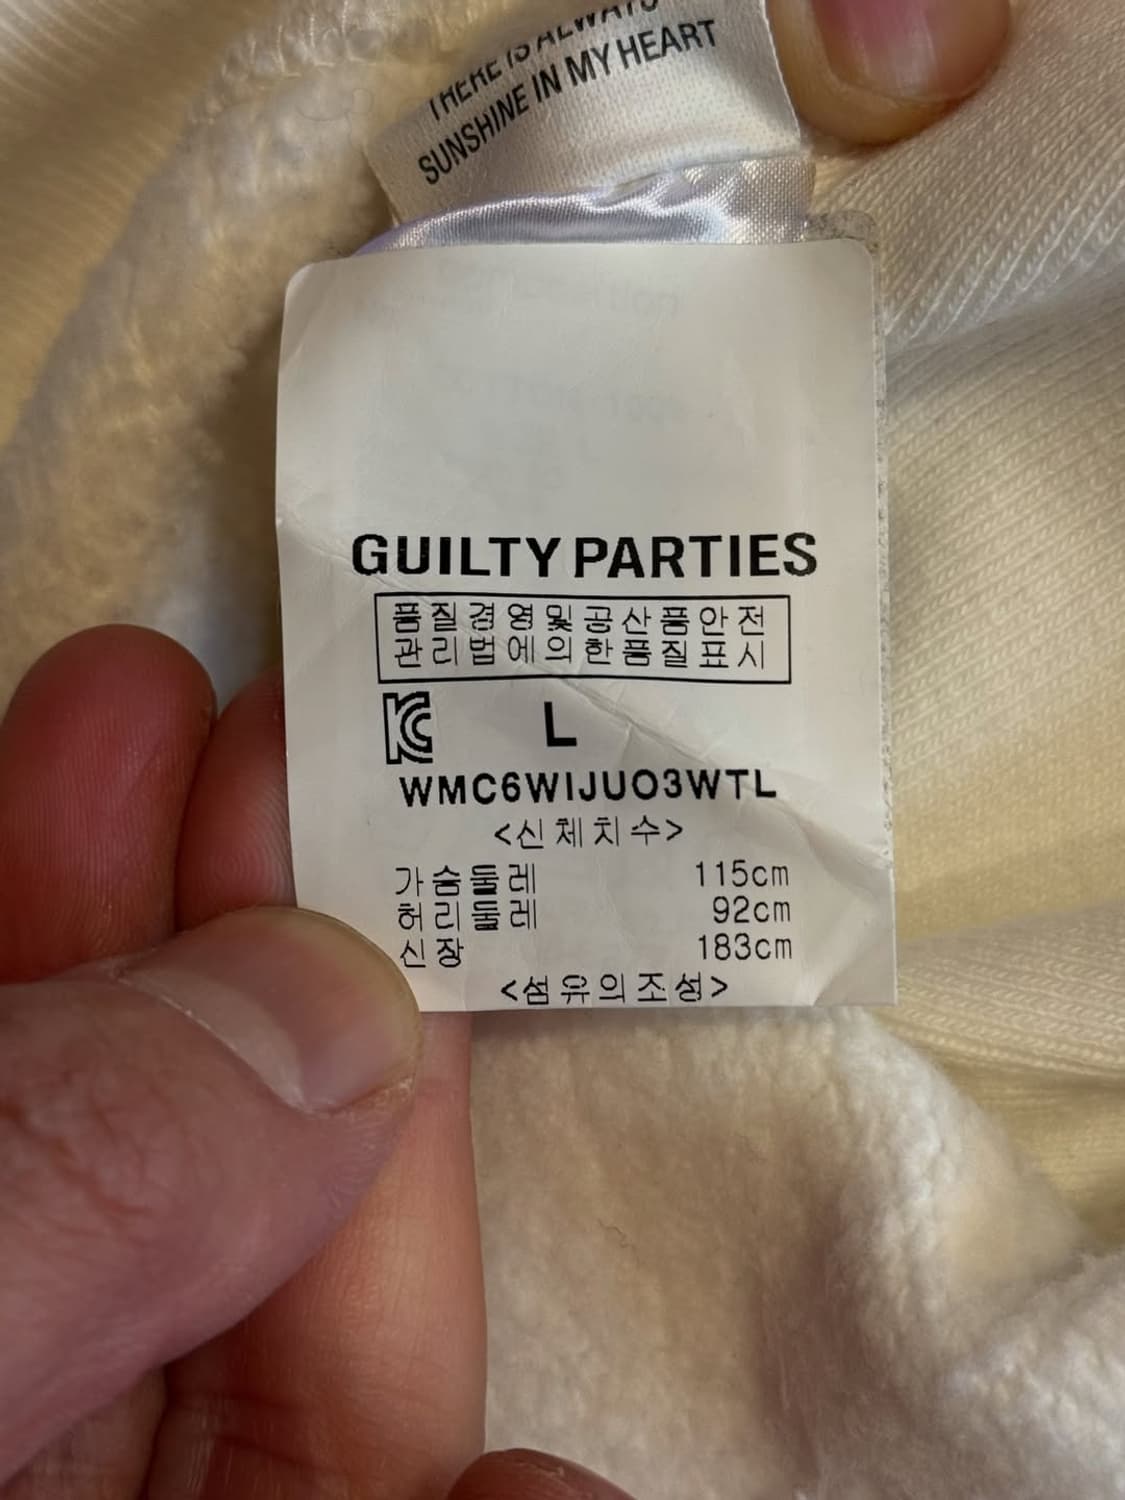 THERE IS ALWAYS
SUNSHINE IN MY HEART
GUILTY PARTIES
품질경영및공산품안전
관리법에의한품질표시
L
WMC6WIJUO3WTL
<신체치수>
가슴둘레 115cm
허리둘레 92cm
신장 183cm
<섬유의조성>